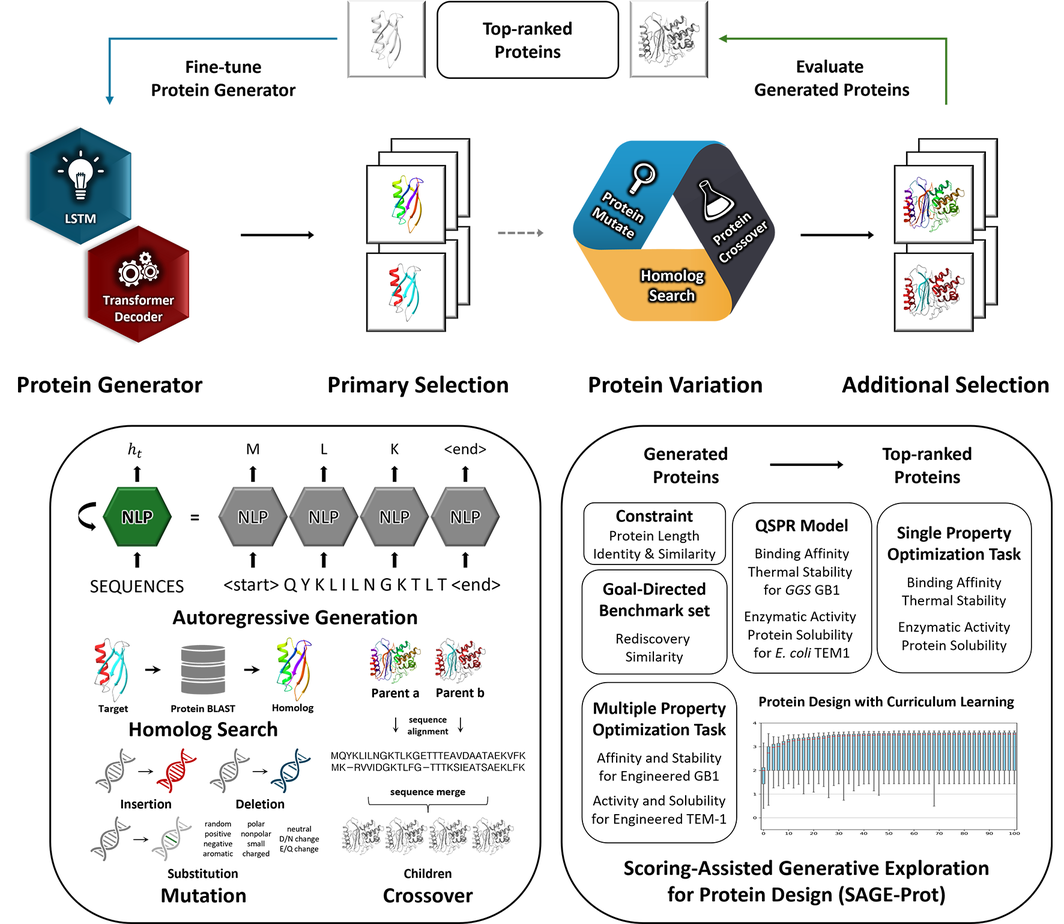 Top-ranked
Proteins
Fine-tune
Protein Generator
Evaluate
Generated Proteins
LSTM
Transformer
Decoder
Protein
Mutate
Protein
Crossover
Homolog
Search
Protein Generator
Primary Selection
Protein Variation
Additional Selection
h_t
M
L
K
<end>
NLP
=
NLP
NLP
NLP
NLP
SEQUENCES
<start> Q Y K L I L N G K T L T <end>
Autoregressive Generation
Target
Protein BLAST
Homolog
Homolog Search
Insertion
Deletion
random
positive
negative
aromatic
polar
nonpolar
small
charged
neutral
D/N change
E/Q change
Substitution
Mutation
Parent a
Parent b
sequence
alignment
MQYKLILNGKTLKGETTTEAVDAATAEKVFK
MK–RVVIDGKTLFG–TTTKSIEATSAEKLFK
sequence merge
Children
Crossover
Generated
Proteins
Top-ranked
Proteins
Constraint
Protein Length
Identity & Similarity
Goal-Directed
Benchmark set
Rediscovery
Similarity
QSPR Model
Binding Affinity
Thermal Stability
for GGS GB1
Enzymatic Activity
Protein Solubility
for E. coli TEM1
Single Property
Optimization Task
Binding Affinity
Thermal Stability
Enzymatic Activity
Protein Solubility
Multiple Property
Optimization Task
Affinity and Stability
for Engineered GB1
Activity and Solubility
for Engineered TEM-1
Protein Design with Curriculum Learning
4
3
2
1
0
0 10 20 30 40 50 60 70 80 90 100
Scoring-Assisted Generative Exploration
for Protein Design (SAGE-Prot)